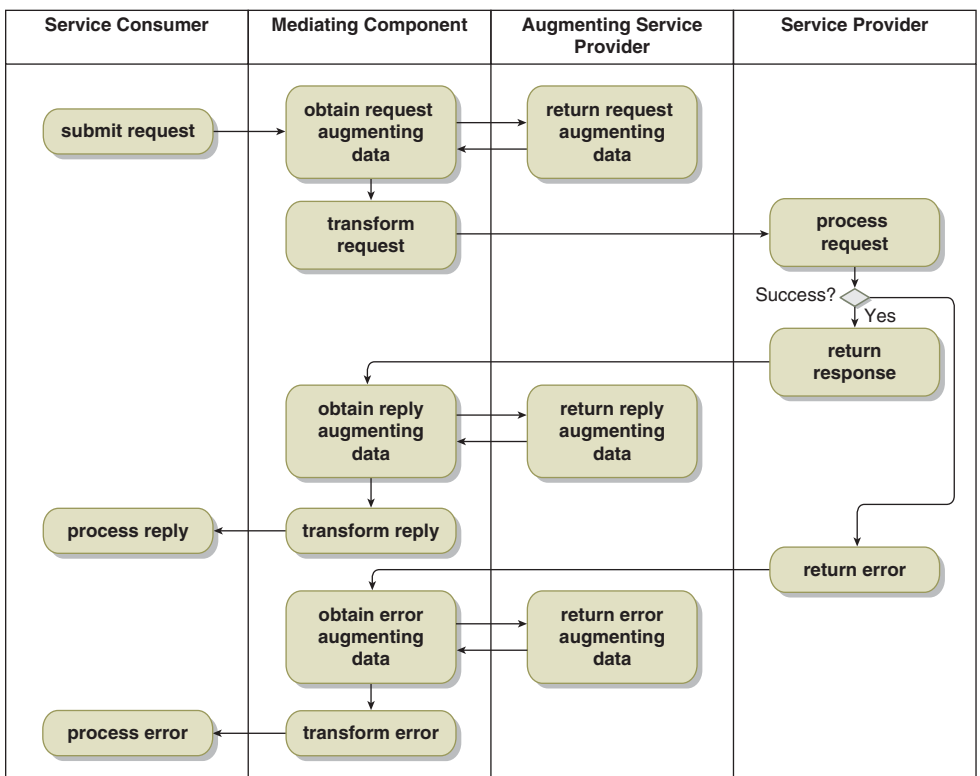 Service Consumer
Mediating Component
Augmenting Service
Provider
Service Provider
submit request
obtain request
augmenting
data
return request
augmenting
data
transform
request
process
request
Success?
Yes
return
response
obtain reply
augmenting
data
return reply
augmenting
data
process reply
transform reply
return error
obtain error
augmenting
data
return error
augmenting
data
process error
transform error